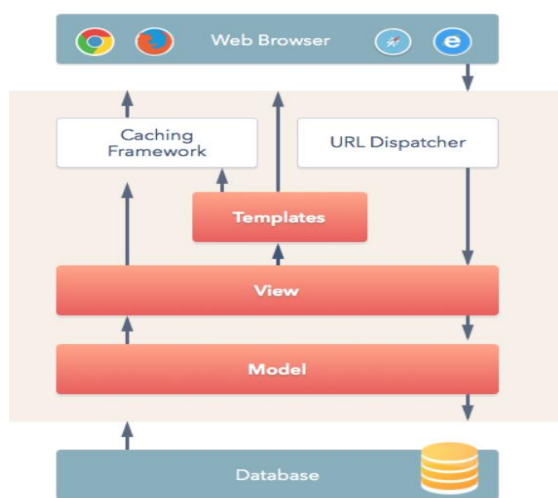 Web Browser
Caching
Framework
URL Dispatcher
Templates
View
Model
Database